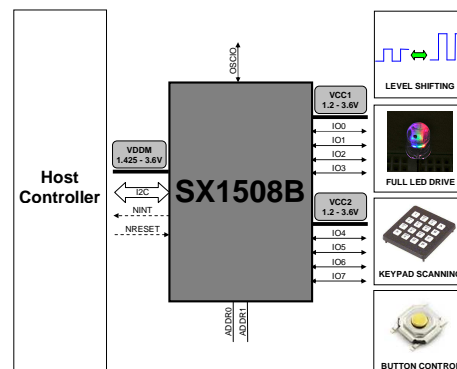 OSCIO
VCC1
1.2 - 3.6V
LEVEL SHIFTING
IO0
IO1
IO2
IO3
VDDM
1.425 - 3.6V
FULL LED DRIVE
Host
Controller
I2C
SX1508B
VCC2
1.2 - 3.6V
NINT
NRESET
IO4
IO5
IO6
IO7
KEYPAD SCANNING
ADDR0
ADDR1
BUTTON CONTROL